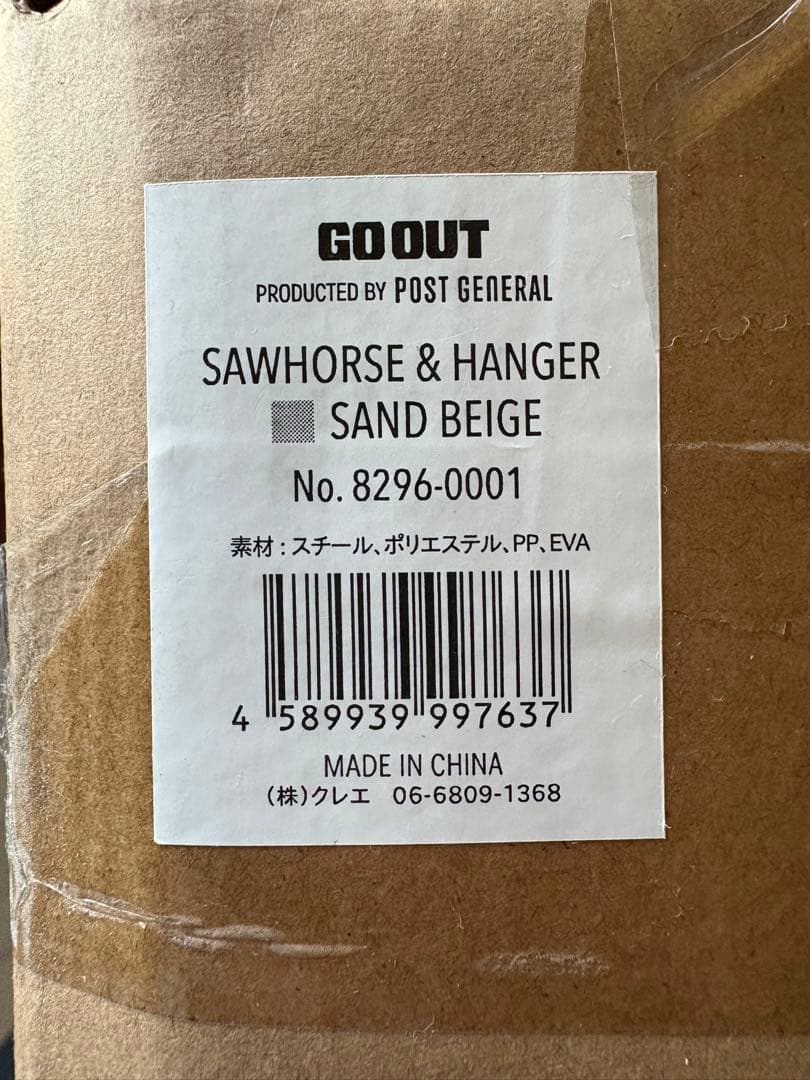 GO OUT
PRODUCTED BY POST GENERAL
SAWHORSE & HANGER
SAND BEIGE
No. 8296-0001
素材 : スチール、ポリエステル、PP、EVA
4 589939 997637
MADE IN CHINA
(株)クレエ 06-6809-1368